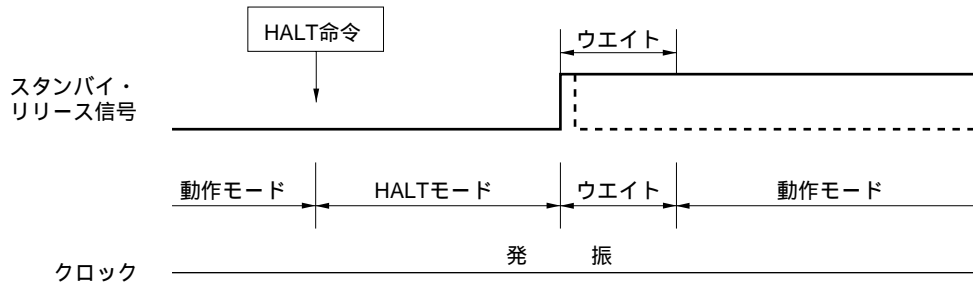 HALT命令
ウエイト
スタンバイ・
リリース信号
動作モード
HALTモード
ウエイト
動作モード
発 振
クロック